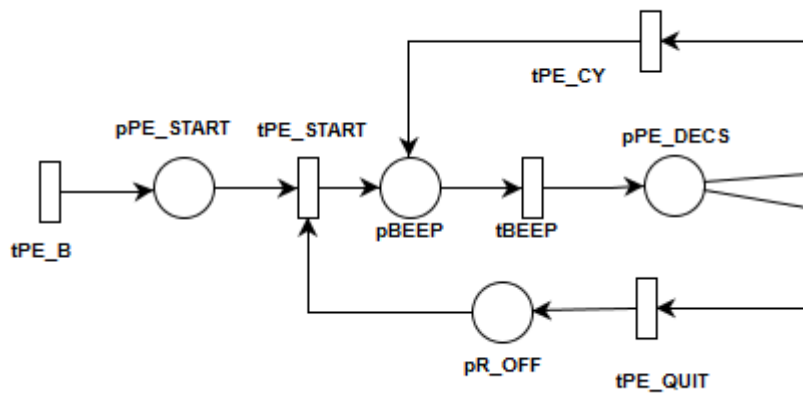 tPE_CY
pPE_START
tPE_START
pPE_DECS
tPE_B
pBEEP
tBEEP
pR_OFF
tPE_QUIT